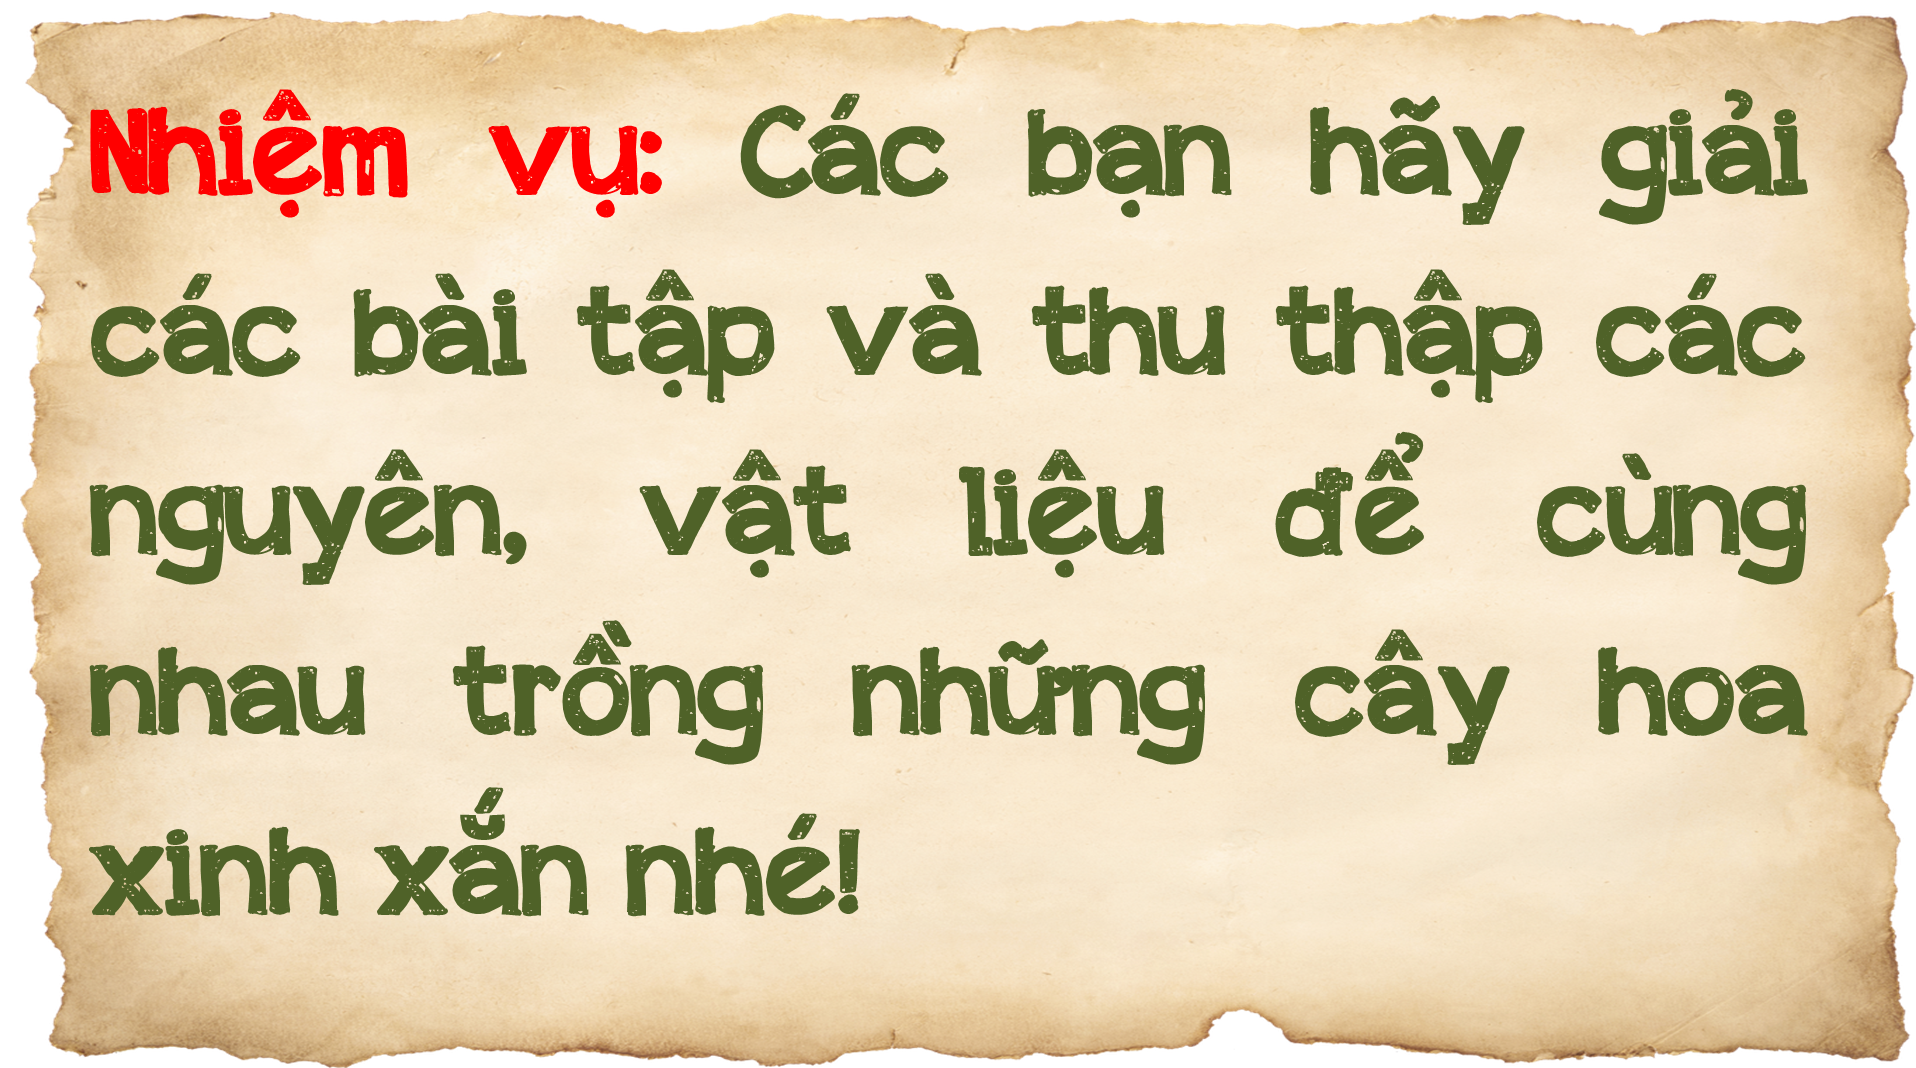 Nhiệm vụ: Các bạn hãy giải
các bài tập và thu thập các
nguyên, vật liệu để cùng
nhau trồng những cây hoa
xinh xắn nhé!